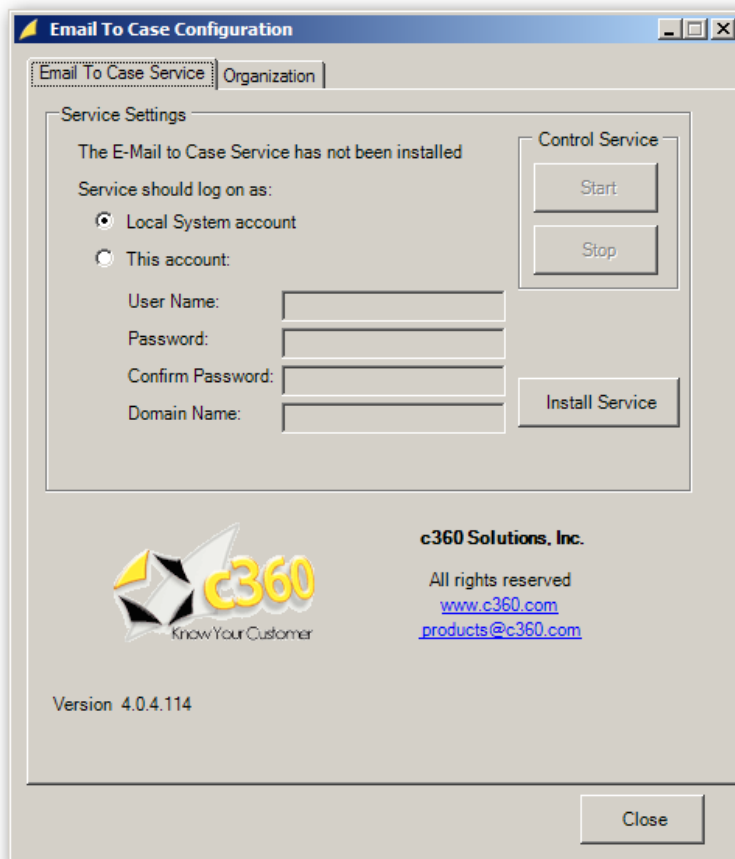 Email To Case Configuration
Email To Case Service
Organization
Service Settings
The E-Mail to Case Service has not been installed
Service should log on as:
Local System account
This account:
User Name:
Password:
Confirm Password:
Domain Name:
Control Service
Start
Stop
Install Service
c360
Know Your Customer
c360 Solutions, Inc.
All rights reserved
www.c360.com
products@c360.com
Version 4.0.4.114
Close